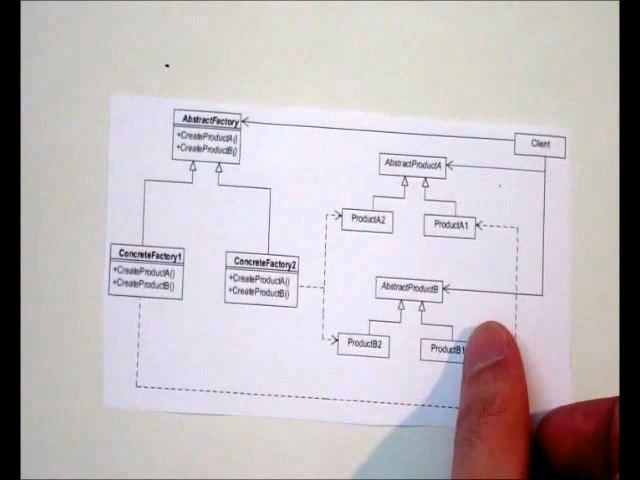 AbstractFactory
+CreateProductA()
+CreateProductB()
Client
AbstractProductA
ProductA2
ProductA1
ConcreteFactory1
+CreateProductA()
+CreateProductB()
ConcreteFactory2
+CreateProductA()
+CreateProductB()
AbstractProductB
ProductB2
ProductB1